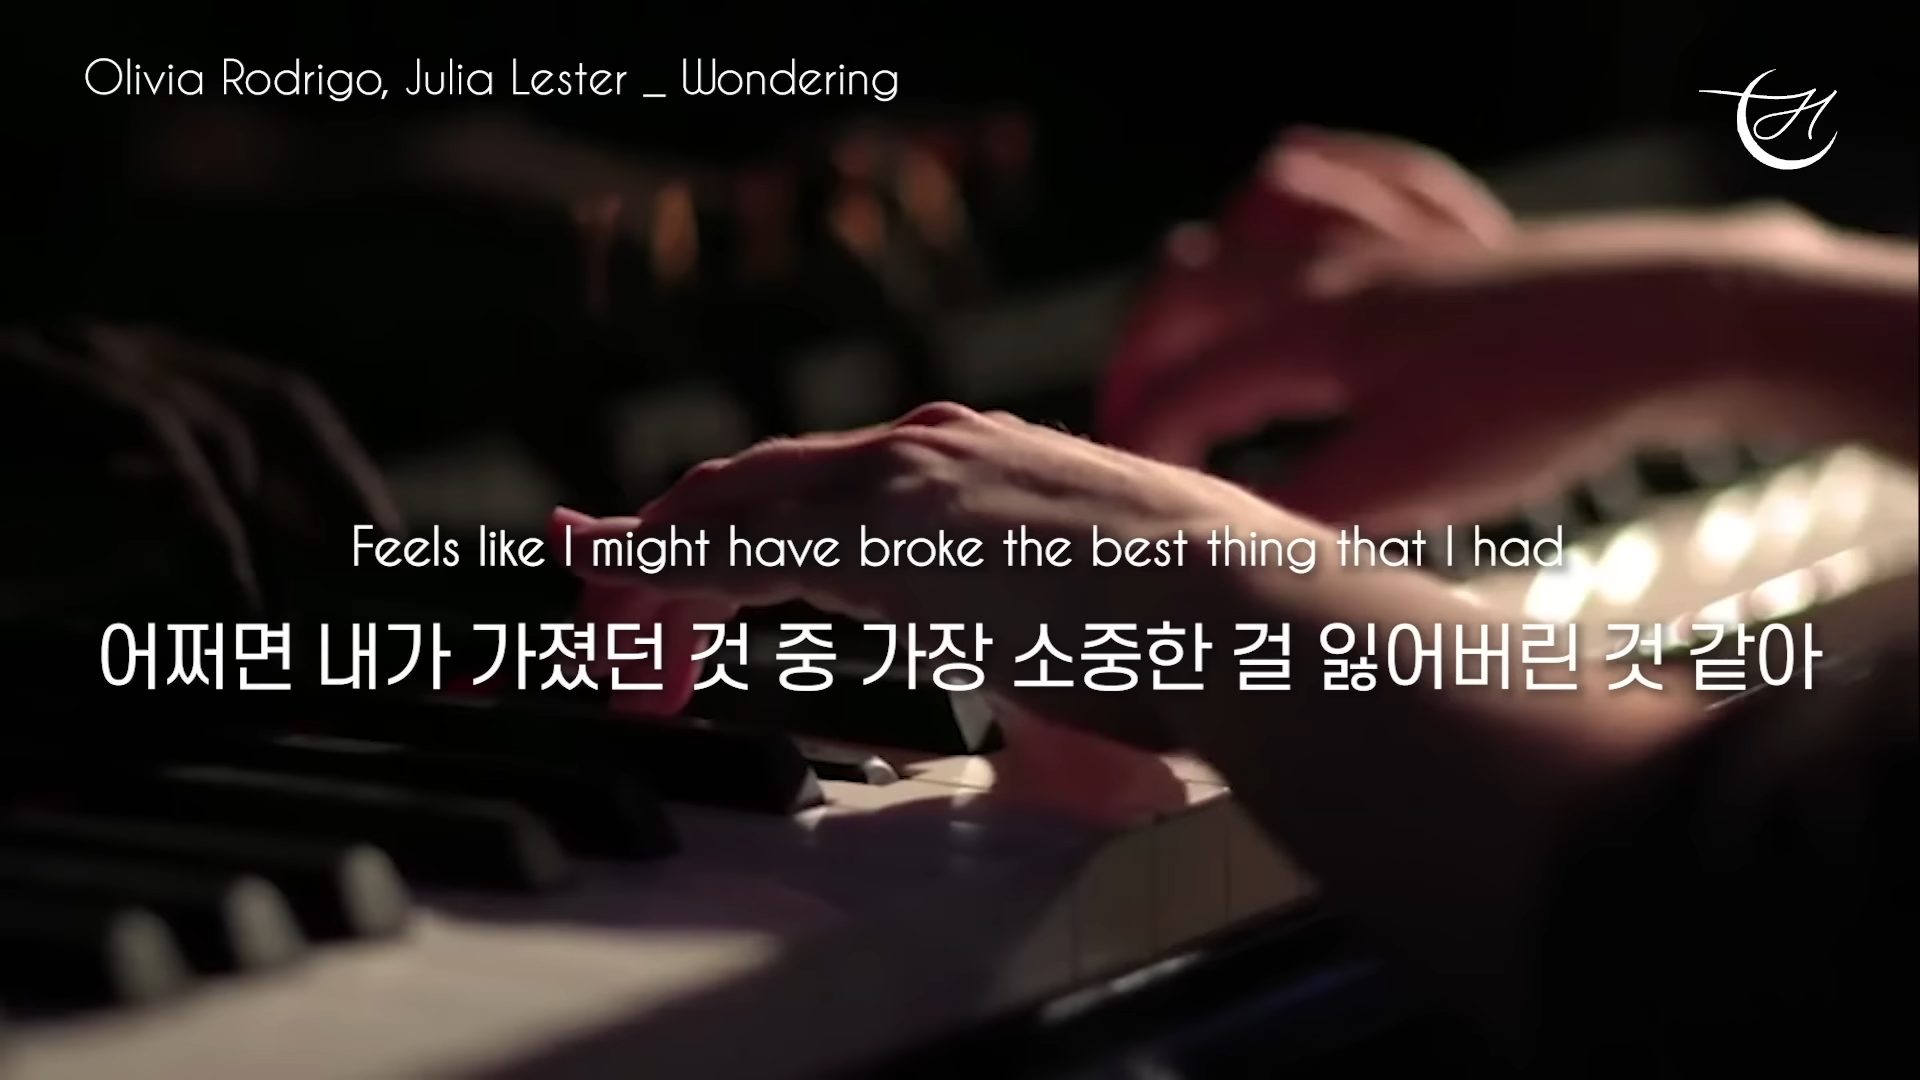 Olivia Rodrigo, Julia Lester _ Wondering
Feels like I might have broke the best thing that I had
어쩌면 내가 가졌던 것 중 가장 소중한 걸 잃어버린 것 같아